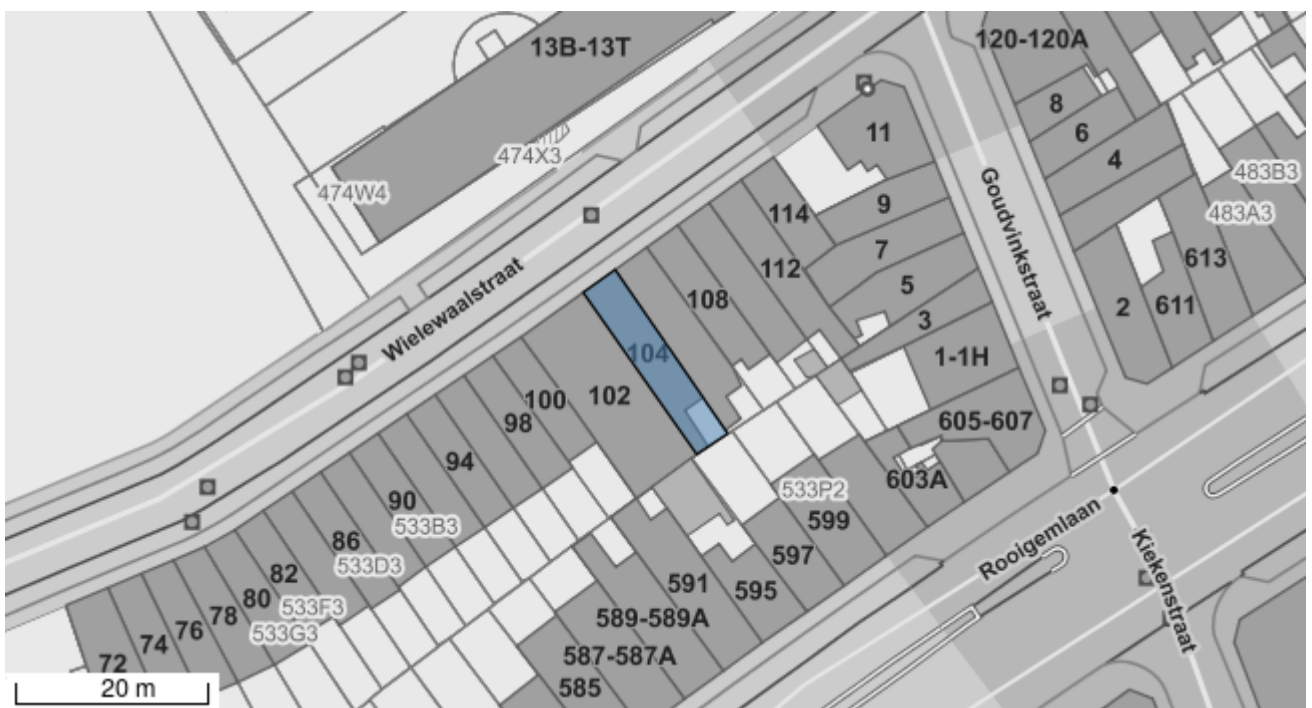 13B-13T
120-120A
8
6
4
11
474X3
474W4
483B3
483A3
9
114
7
Goudvinkstraat
Wielewaalstraat
112
5
613
108
2
611
3
104
1-1H
102
100
98
605-607
94
603A
90
533B3
533P2
599
86
533D3
597
Rooigemlaan
Kiekenstraat
82
533F3
591
595
80
533G3
589-589A
78
76
74
587-587A
72
585
20 m